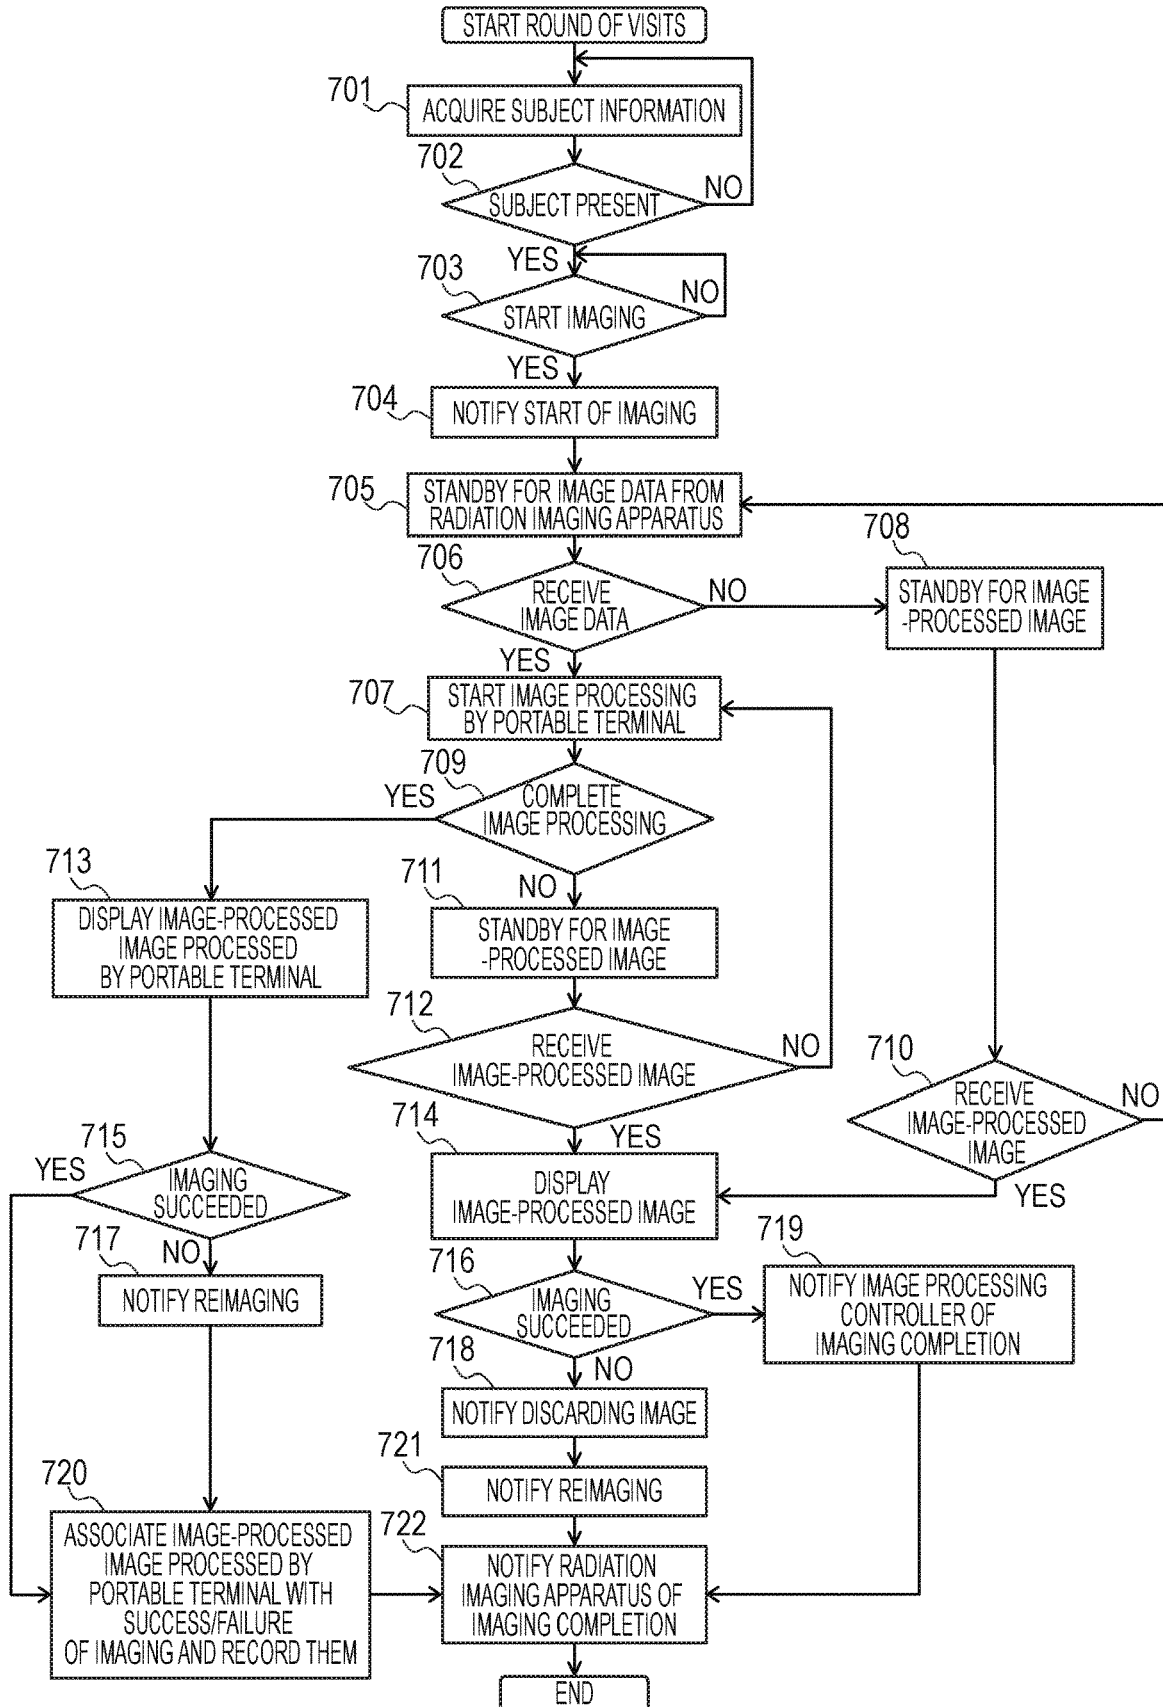 START ROUND OF VISITS
701
ACQUIRE SUBJECT INFORMATION
702
SUBJECT PRESENT
NO
YES
703
START IMAGING
NO
YES
704
NOTIFY START OF IMAGING
705
STANDBY FOR IMAGE DATA FROM
RADIATION IMAGING APPARATUS
706
RECEIVE
IMAGE DATA
NO
YES
708
STANDBY FOR IMAGE
-PROCESSED IMAGE
707
START IMAGE PROCESSING
BY PORTABLE TERMINAL
709
COMPLETE
IMAGE PROCESSING
YES
NO
713
DISPLAY IMAGE-PROCESSED
IMAGE PROCESSED
BY PORTABLE TERMINAL
711
STANDBY FOR IMAGE
-PROCESSED IMAGE
712
RECEIVE
IMAGE-PROCESSED IMAGE
NO
YES
710
RECEIVE
IMAGE-PROCESSED
IMAGE
NO
YES
714
DISPLAY
IMAGE-PROCESSED IMAGE
715
IMAGING
SUCCEEDED
YES
NO
717
NOTIFY REIMAGING
716
IMAGING
SUCCEEDED
YES
NO
719
NOTIFY IMAGE PROCESSING
CONTROLLER OF
IMAGING COMPLETION
718
NOTIFY DISCARDING IMAGE
721
NOTIFY REIMAGING
720
ASSOCIATE IMAGE-PROCESSED
IMAGE PROCESSED BY
PORTABLE TERMINAL WITH
SUCCESS/FAILURE
OF IMAGING AND RECORD THEM
722
NOTIFY RADIATION
IMAGING APPARATUS OF
IMAGING COMPLETION
END